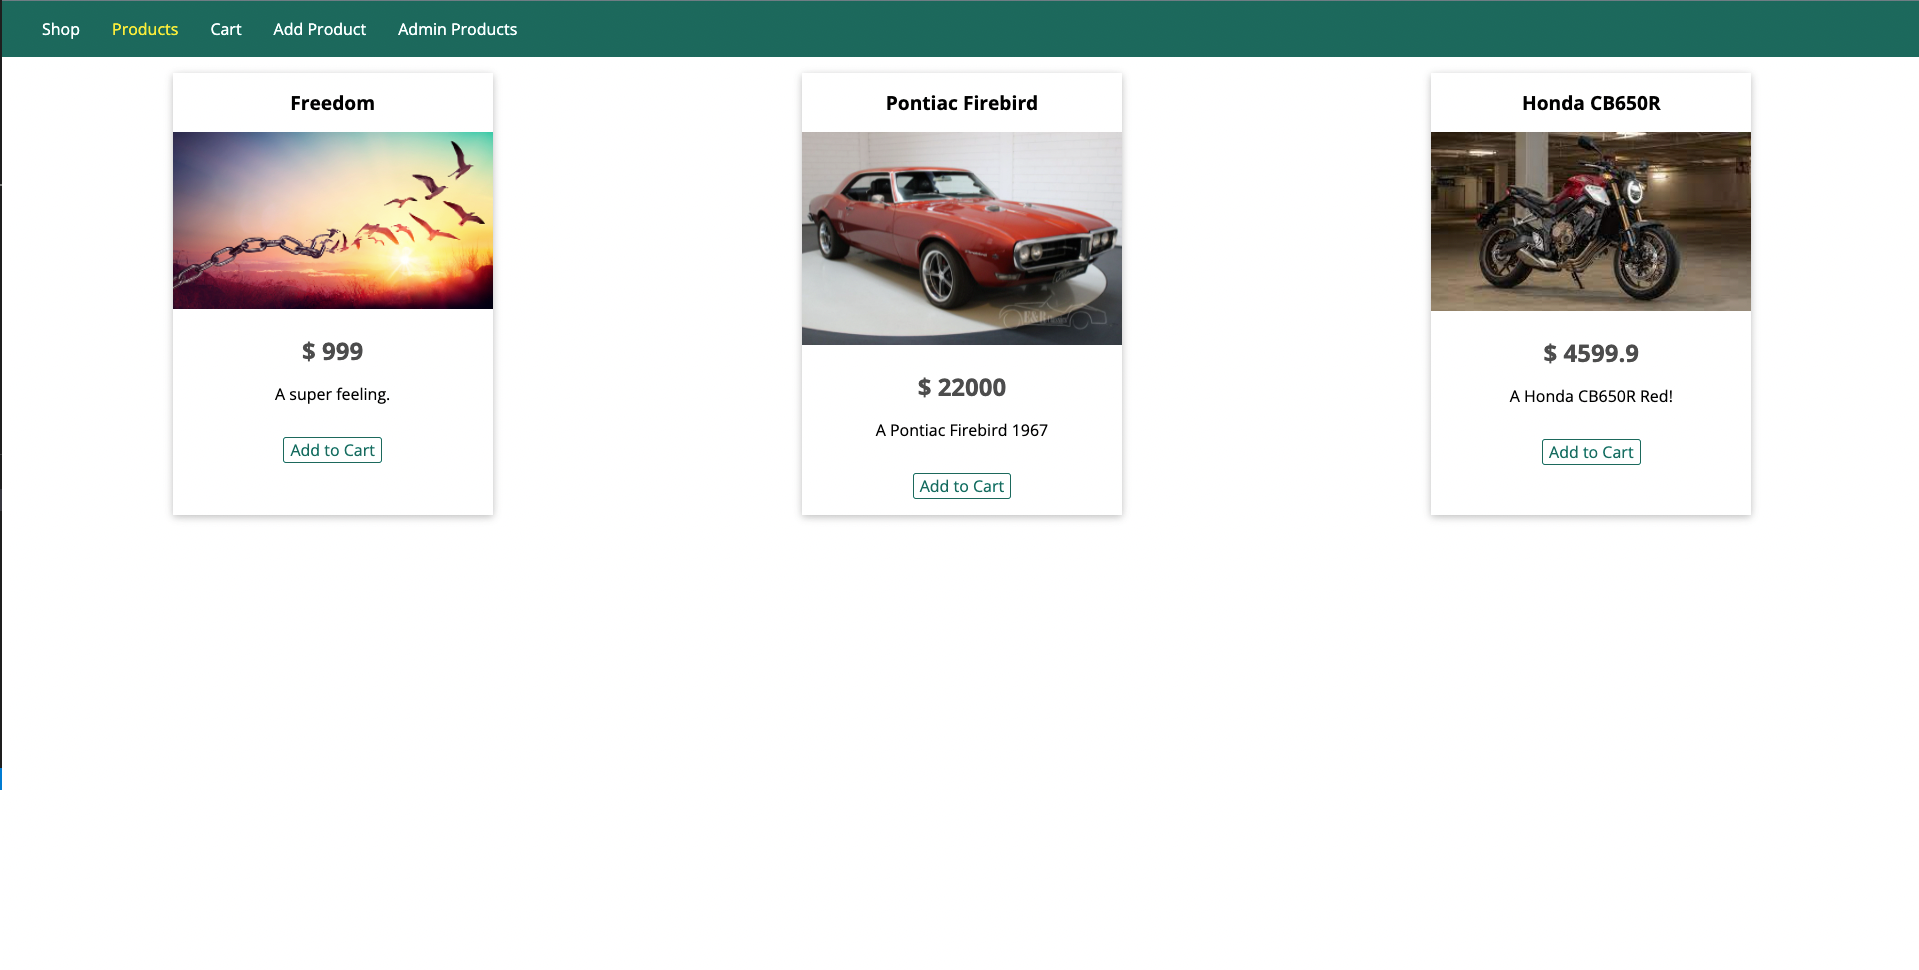 Shop Products Cart Add Product Admin Products
Freedom
$ 999
A super feeling.
Add to Cart
Pontiac Firebird
$ 22000
A Pontiac Firebird 1967
Add to Cart
Honda CB650R
$ 4599.9
A Honda CB650R Red!
Add to Cart